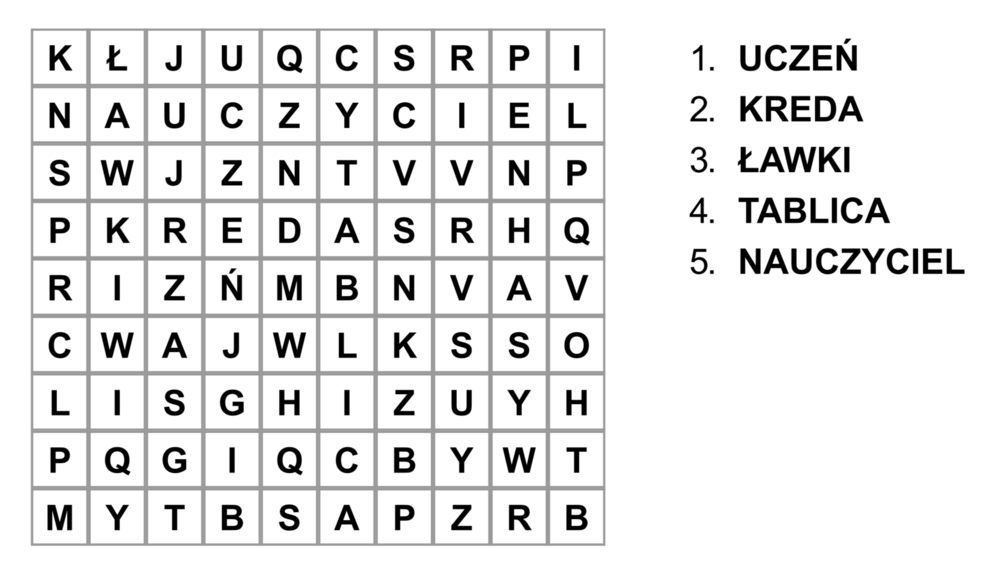 K Ł J U Q C S R P I
N A U C Z Y C I E L
S W J Z N T V V N P
P K R E D A S R H Q
R I Z Ń M B N V A V
C W A J W L K S S O
L I S G H I Z U Y H
P Q G I Q C B Y W T
M Y T B S A P Z R B
1. UCZEŃ
2. KREDA
3. ŁAWKI
4. TABLICA
5. NAUCZYCIEL